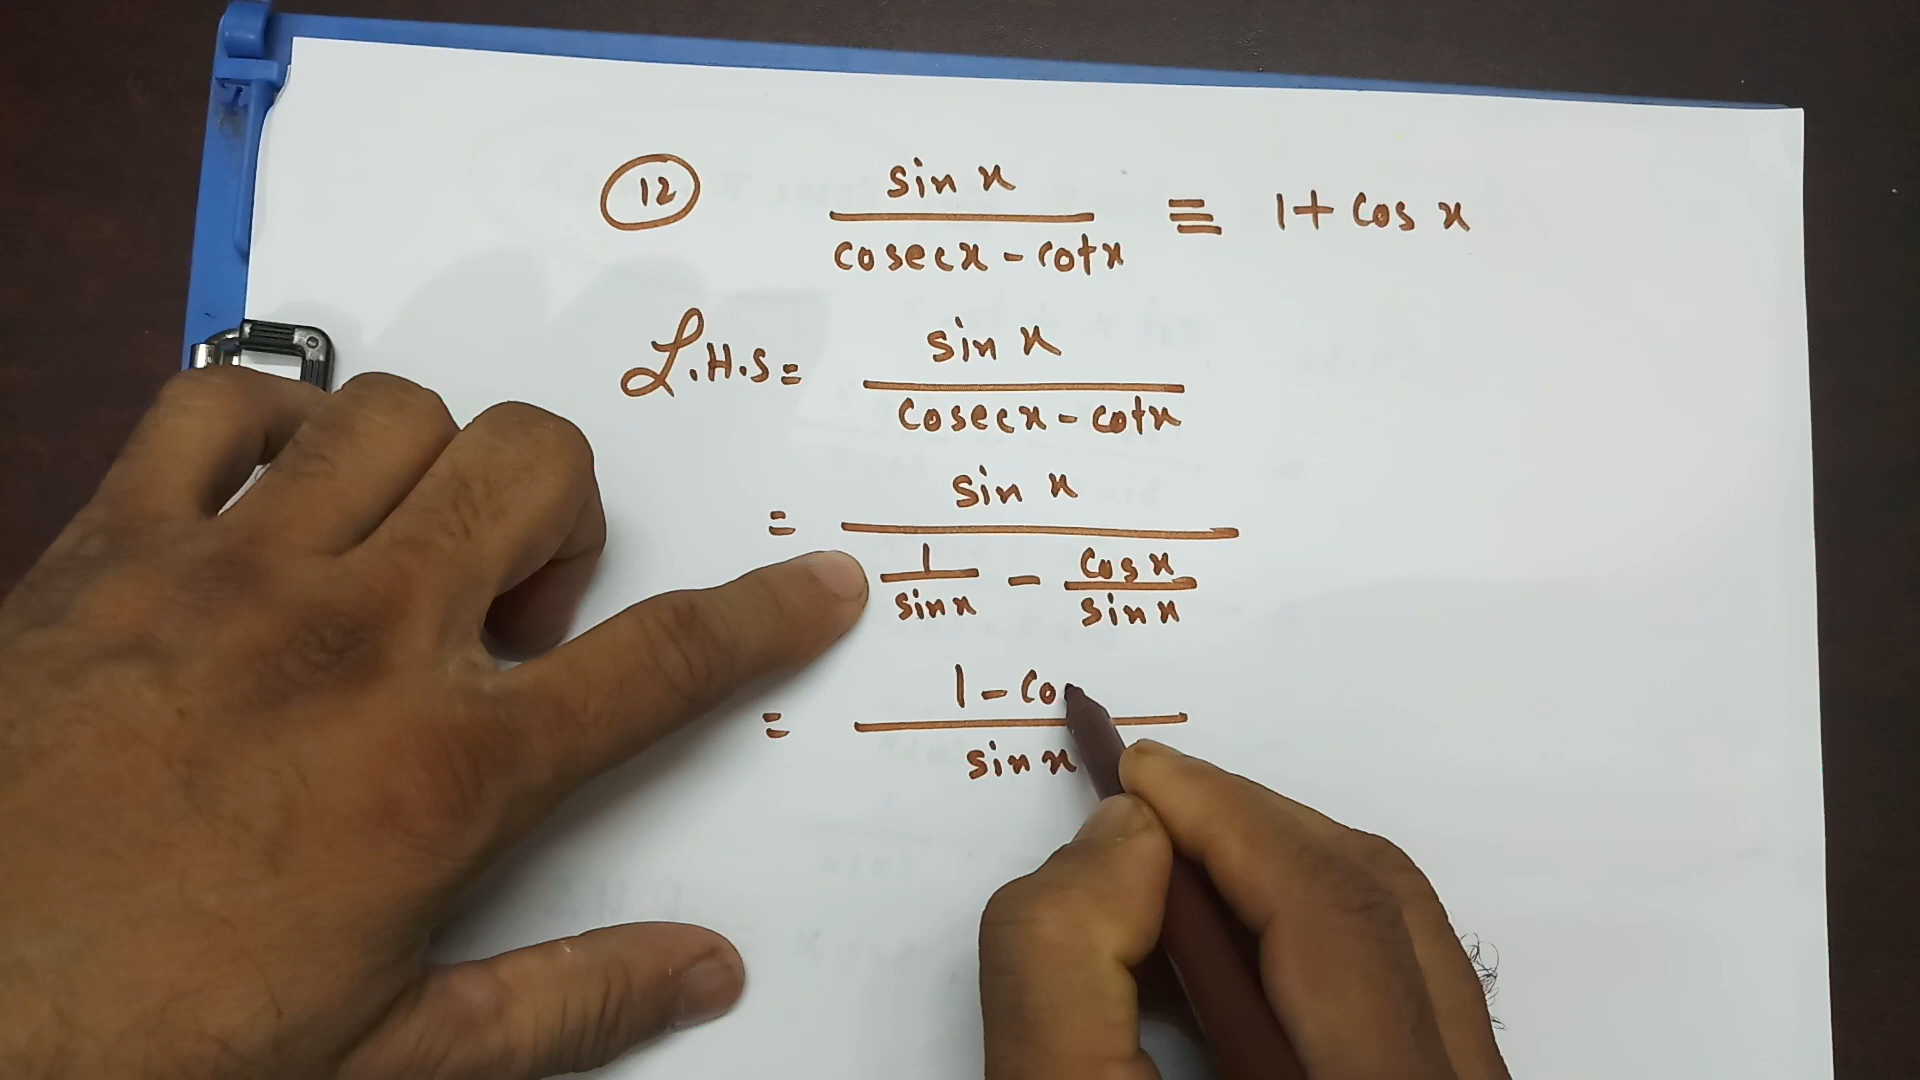 12 sin x / cosec x - cot x ≡ 1 + cos x
L.H.S = sin x / cosec x - cot x
= sin x / 1/sin x - cos x/sin x
= 1 - co / sin x